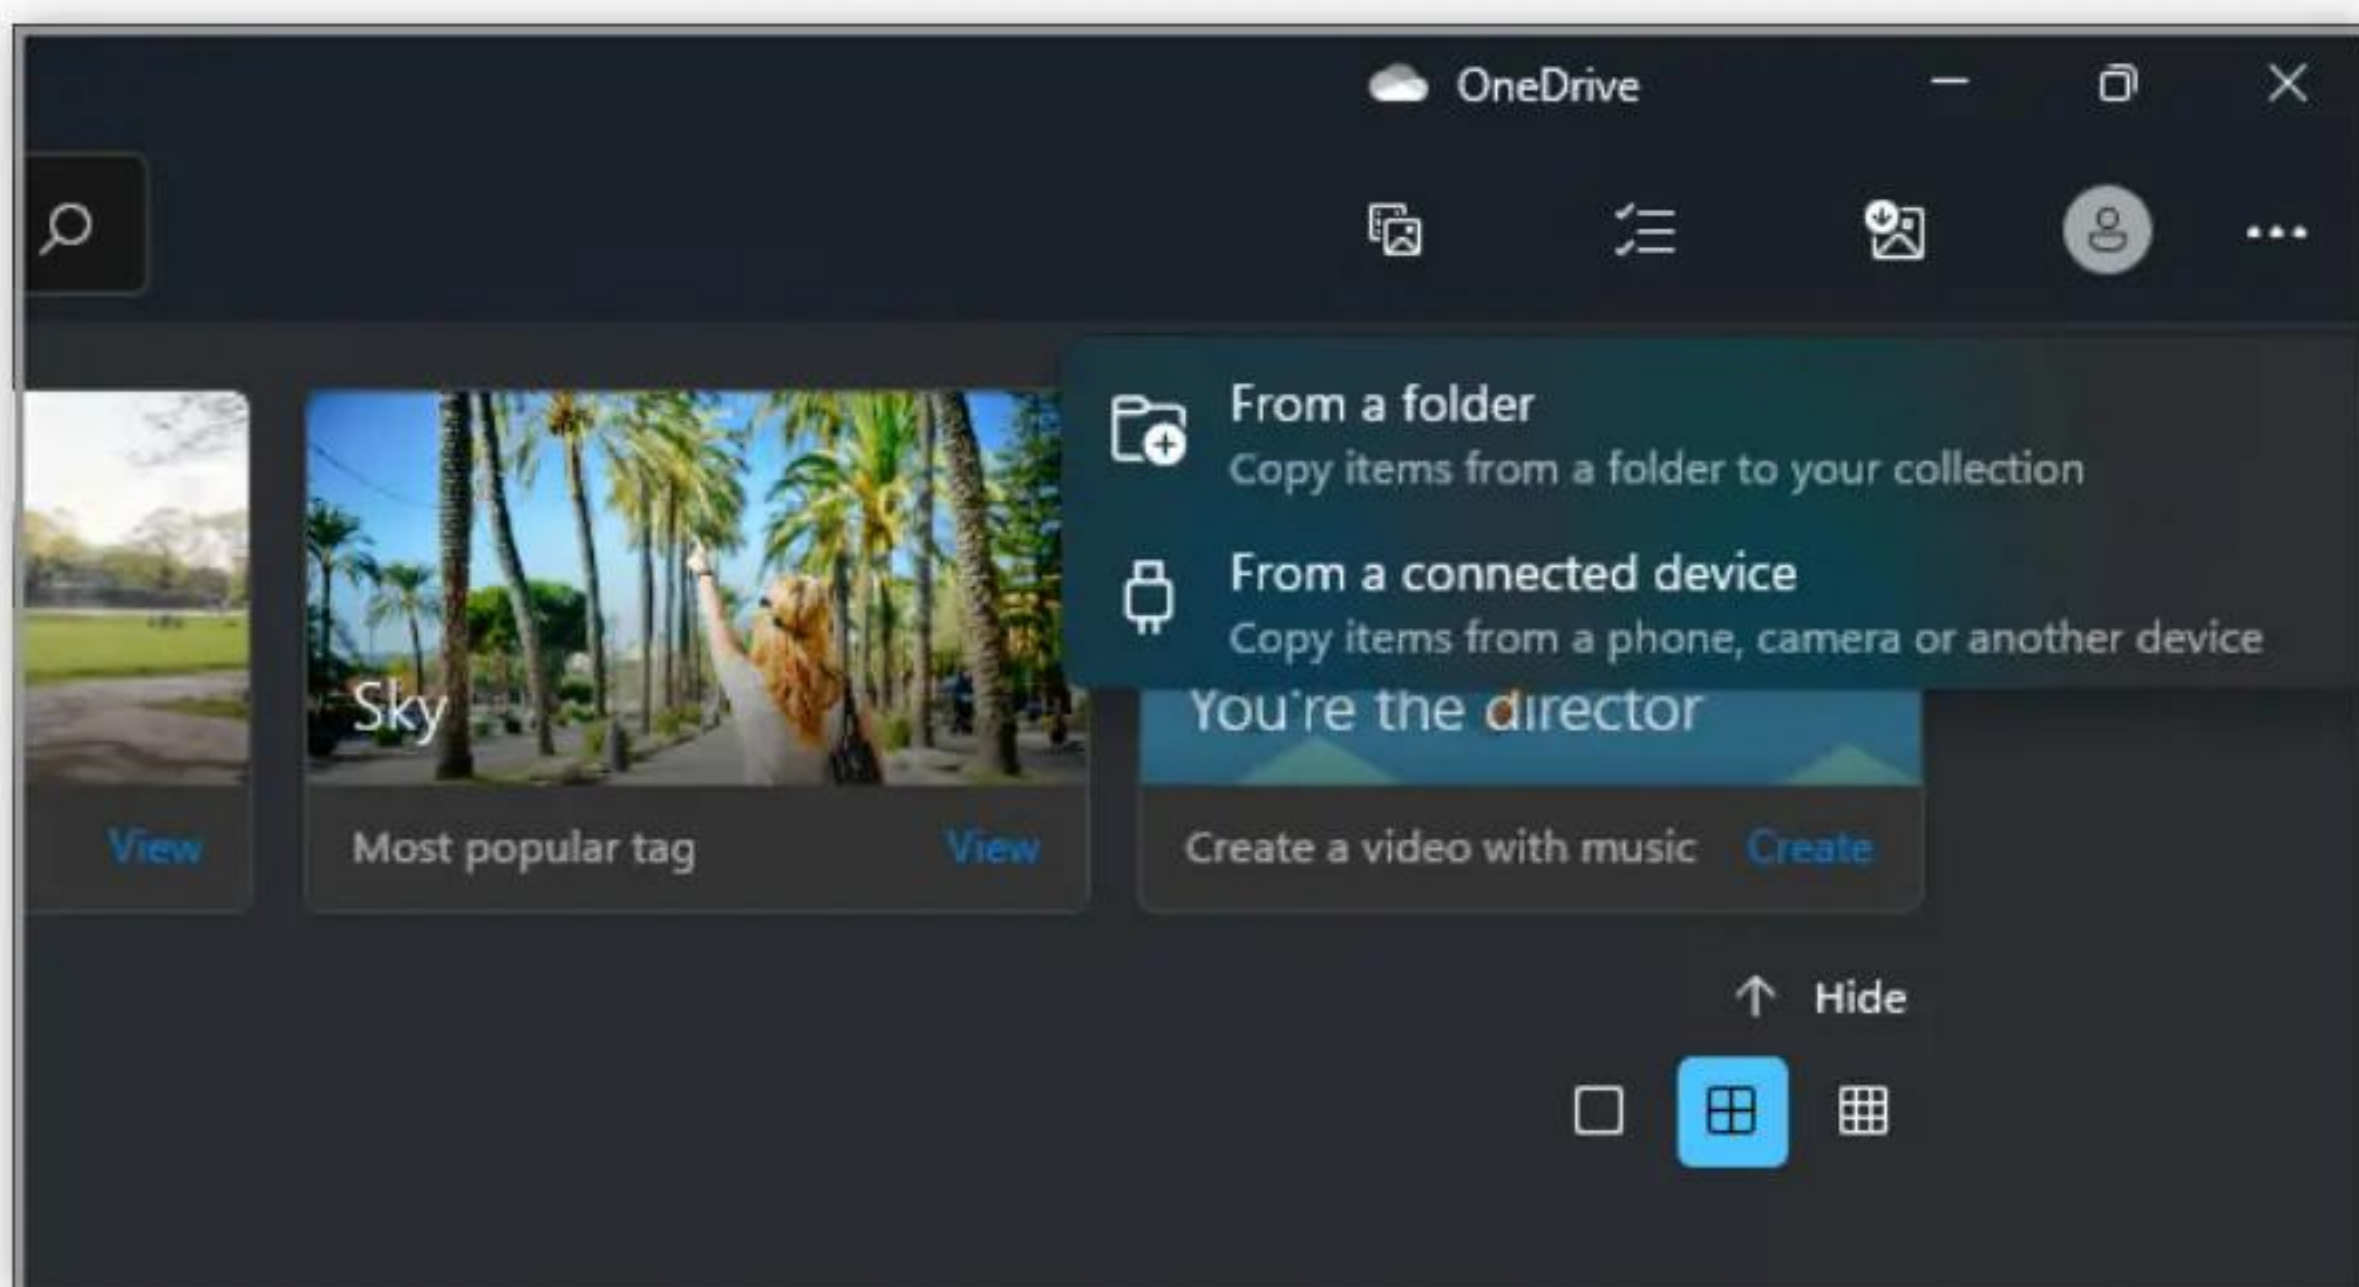 OneDrive
From a folder
Copy items from a folder to your collection
From a connected device
Copy items from a phone, camera or another device
Sky
You're the director
View
Most popular tag View
Create a video with music Create
Hide